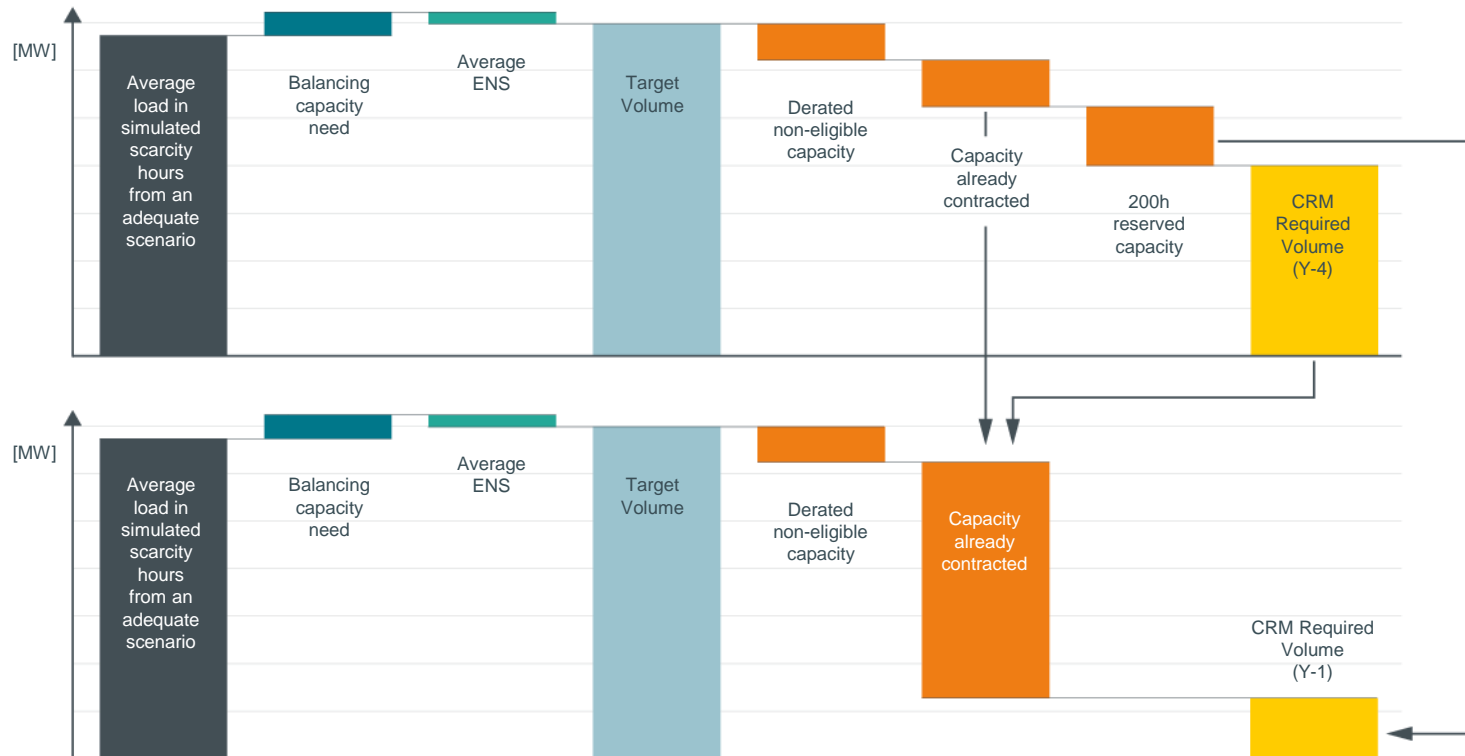 [MW]
Average
load in
simulated
scarcity
hours
from an
adequate
scenario
Balancing
capacity
need
Average
ENS
Target
Volume
Derated
non-eligible
capacity
Capacity
already
contracted
200h
reserved
capacity
CRM
Required
Volume
(Y-4)
[MW]
Average
load in
simulated
scarcity
hours
from an
adequate
scenario
Balancing
capacity
need
Average
ENS
Target
Volume
Derated
non-eligible
capacity
Capacity
already
contracted
CRM Required
Volume
(Y-1)